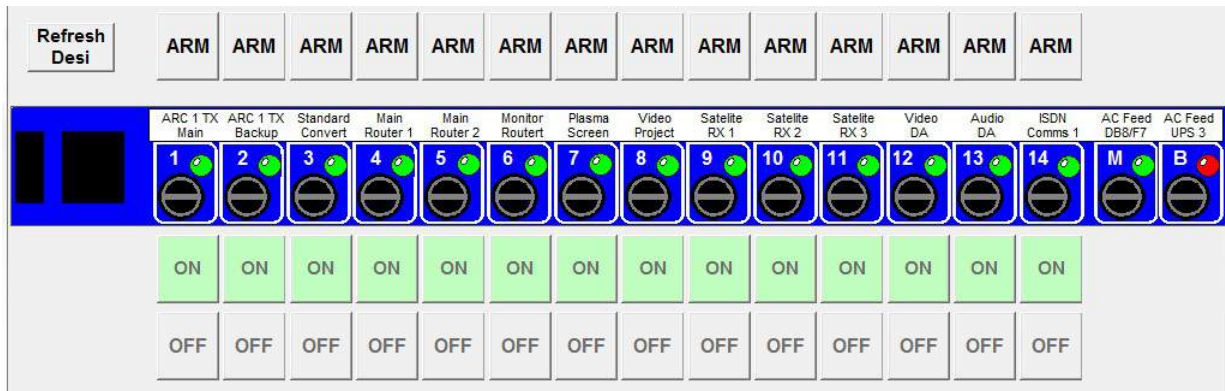 Refresh
Desi
ARM ARM ARM ARM ARM ARM ARM ARM ARM ARM ARM ARM ARM ARM
ARC 1 TX ARC 1 TX Standard Main Main Monitor Plasma Video Satelite Satelite Satelite Video Audio ISDN AC Feed AC Feed
Main Backup Convert Router 1 Router 2 Routert Screen Project RX 1 RX 2 RX 3 DA DA Comms 1 DB8/F7 UPS 3
1 2 3 4 5 6 7 8 9 10 11 12 13 14 M B
ON ON ON ON ON ON ON ON ON ON ON ON ON ON
OFF OFF OFF OFF OFF OFF OFF OFF OFF OFF OFF OFF OFF OFF